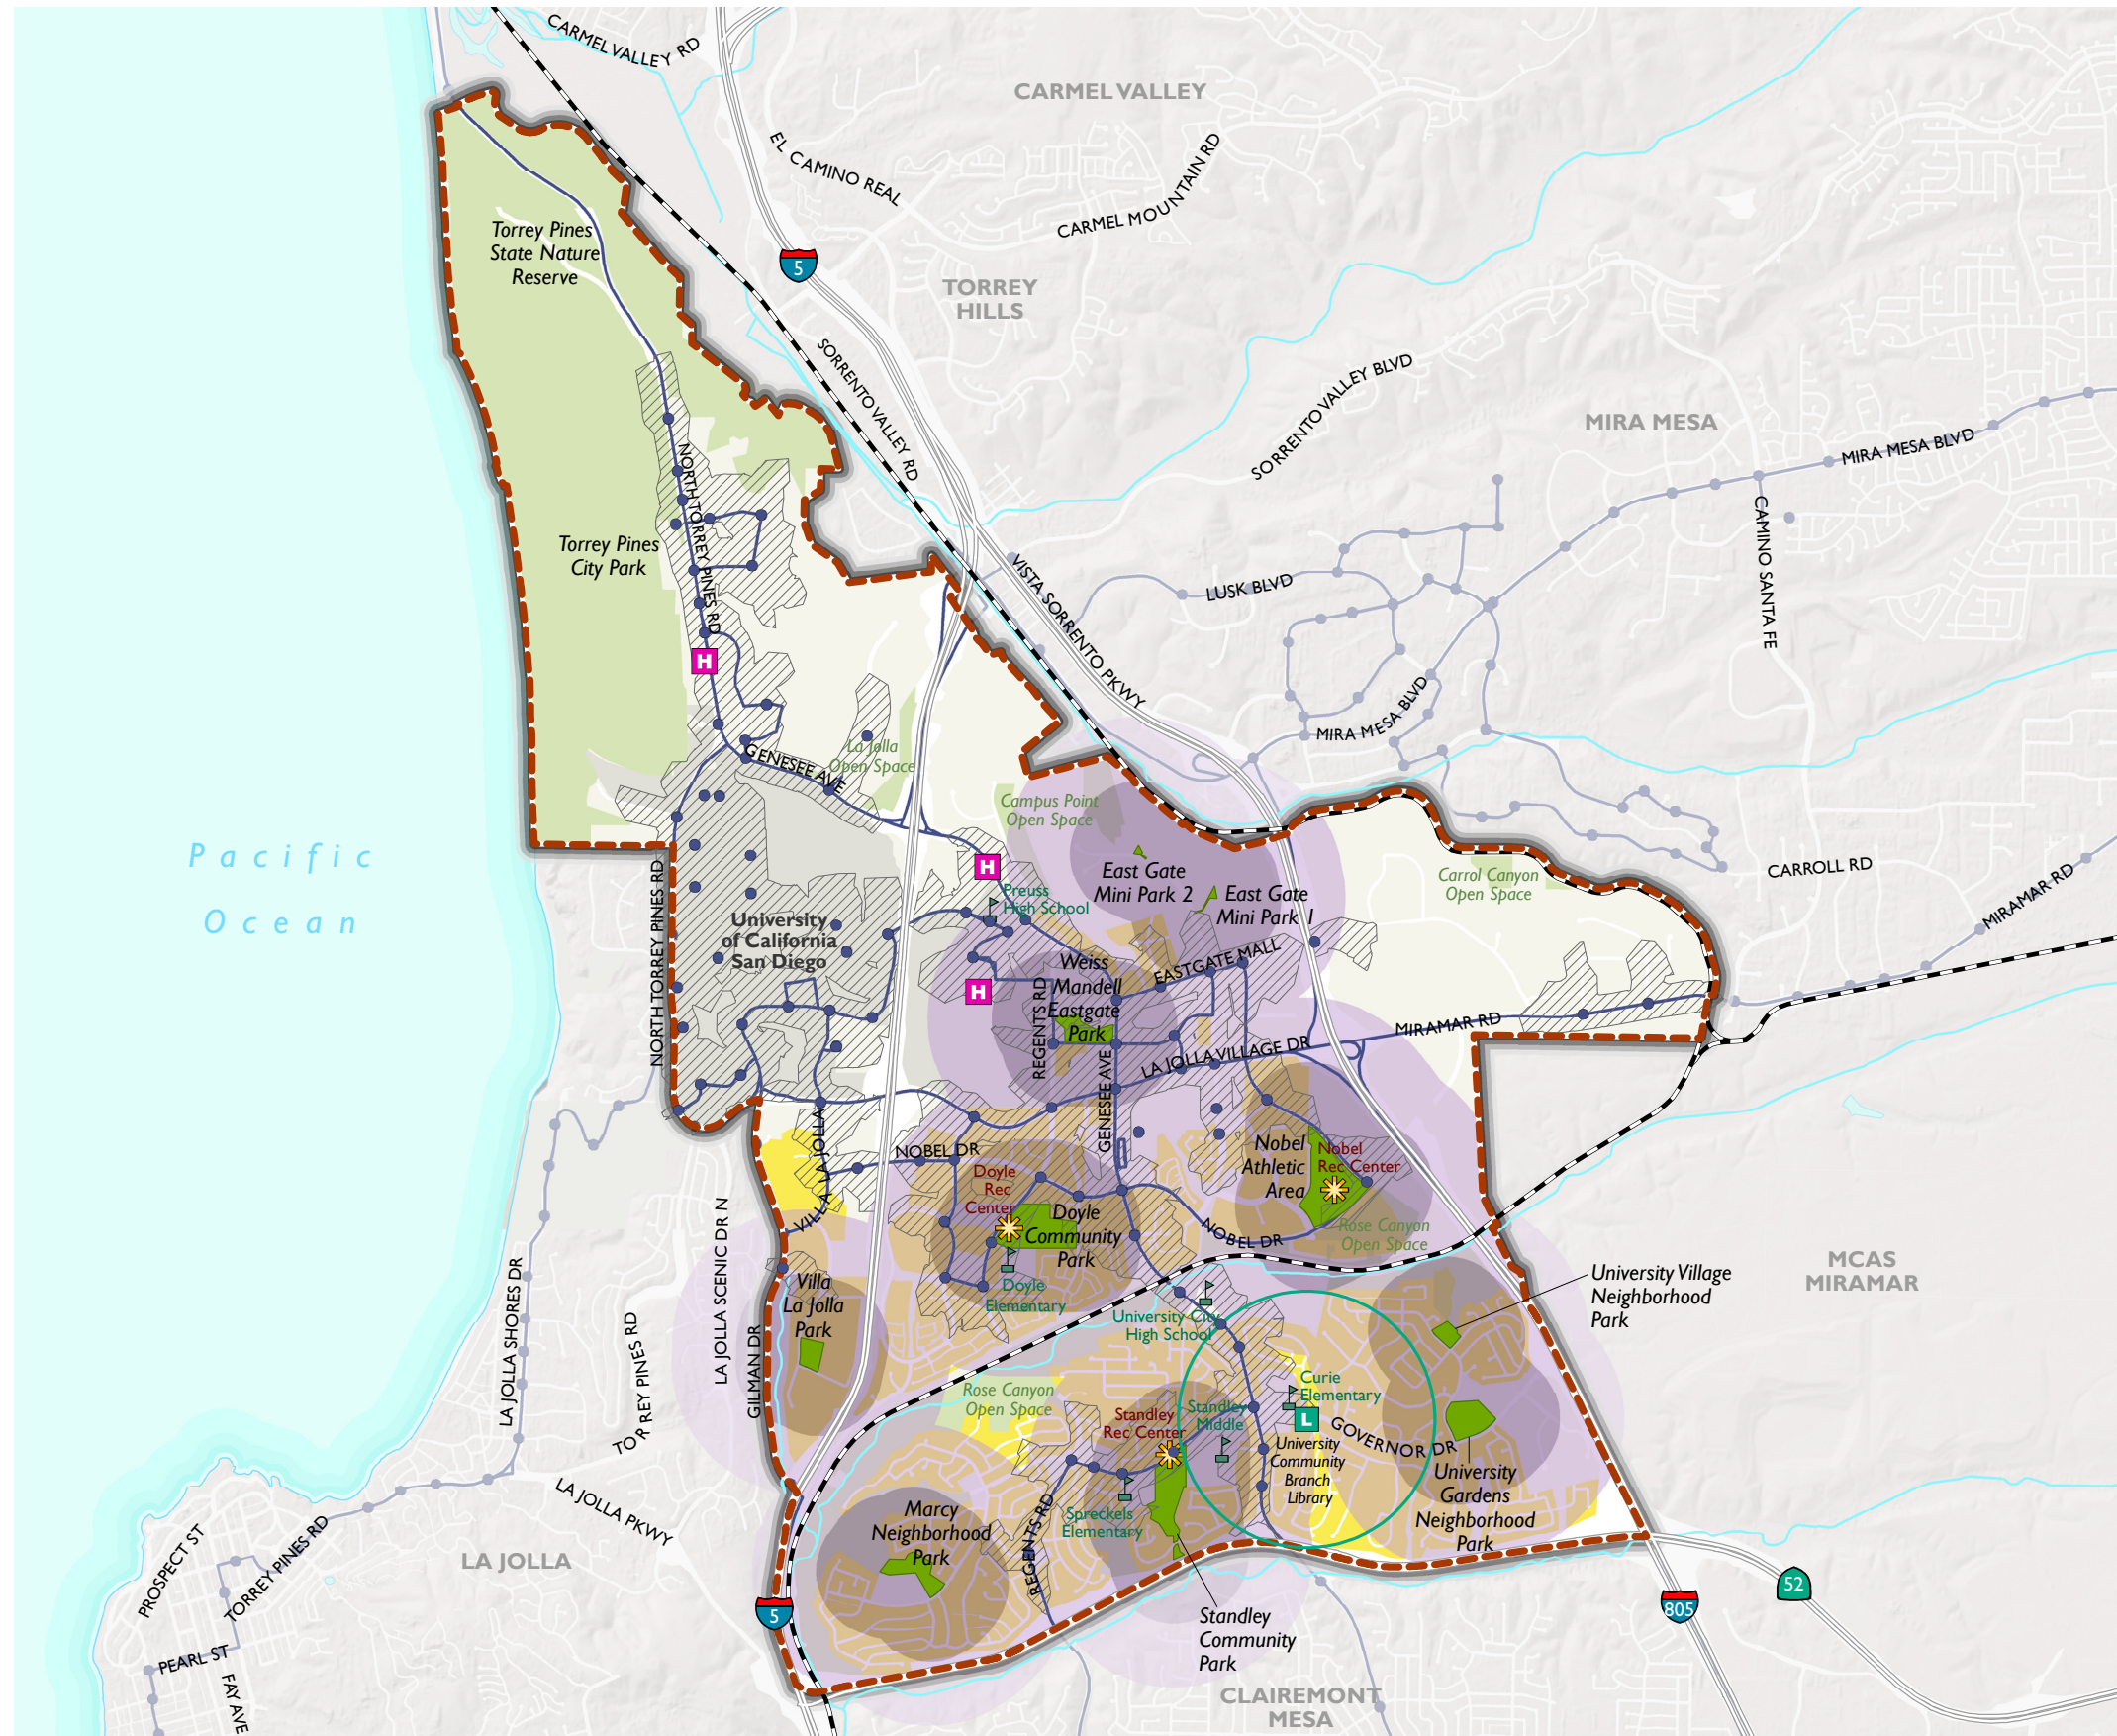 CARMEL VALLEY RD
CARMEL VALLEY
EL CAMINO REAL
CARMEL MOUNTAIN RD
Torrey Pines
State Nature
Reserve
5
TORREY
HILLS
SORRENTO VALLEY RD
SORRENTO VALLEY BLVD
MIRA MESA
MIRA MESA BLVD
CAMINO SANTA FE
NORTH TORREY PINES RD
Torrey Pines
City Park
VISTA SORRENTO PKWY
LUSK BLVD
H
MIRA MESA BLVD
GENESEE AVE
La Jolla
Open Space
Campus Point
Open Space
Pacific
Ocean
H
Preuss
High School
East Gate
Mini Park 2
East Gate
Mini Park 1
Carrol Canyon
Open Space
CARROLL RD
MIRAMAR RD
NORTH TORREY PINES RD
University
of California
San Diego
H
Weiss
Mandell
Eastgate
Park
EASTGATE MALL
REGENTS RD
GENESEE AVE
LA JOLLA VILLAGE DR
MIRAMAR RD
VILLA LA JOLLA
NOBEL DR
Doyle
Rec
Center
Doyle
Community
Park
Doyle
Elementary
Nobel
Athletic
Area
Nobel
Rec Center
NOBEL DR
Rose Canyon
Open Space
MCAS
MIRAMAR
University Village
Neighborhood
Park
LA JOLLA SHORES DR
TORREY PINES RD
LA JOLLA SCENIC DR N
GILMAN DR
Villa
La Jolla
Park
University City
High School
Rose Canyon
Open Space
Curie
Elementary
L
Standley
Rec Center
Standley
Middle
GOVERNOR DR
University
Community
Branch
Library
University
Gardens
Neighborhood
Park
Spreckels
Elementary
REGENTS RD
Marcy
Neighborhood
Park
LA JOLLA PKWY
LA JOLLA
PROSPECT ST
TORREY PINES RD
PEARL ST
FAY AVE
5
Standley
Community
Park
805
52
CLAIREMONT
MESA